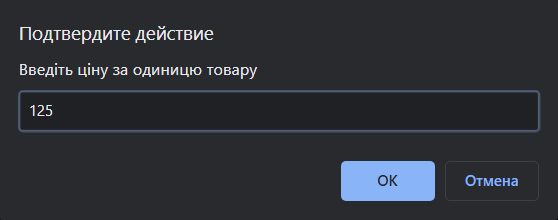 Подтвердите действие
Введіть ціну за одиницю товару
125
OK
Отмена